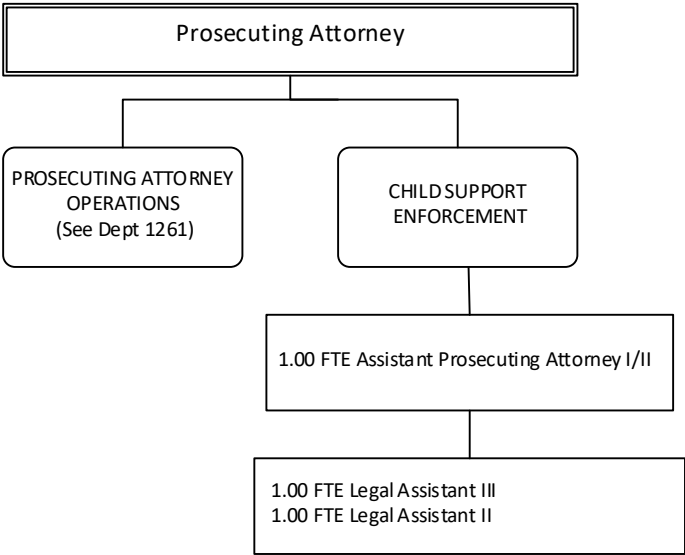 Prosecuting Attorney
PROSECUTING ATTORNEY
OPERATIONS
(See Dept 1261)
CHILD SUPPORT
ENFORCEMENT
1.00 FTE Assistant Prosecuting Attorney I/II
1.00 FTE Legal Assistant III
1.00 FTE Legal Assistant II